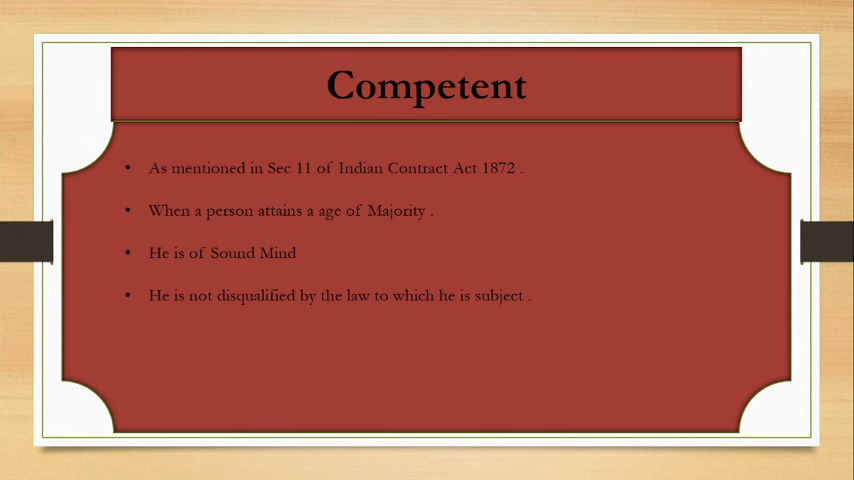 Competent
• As mentioned in Sec 11 of Indian Contract Act 1872 .
• When a person attains a age of Majority .
• He is of Sound Mind
• He is not disqualified by the law to which he is subject .